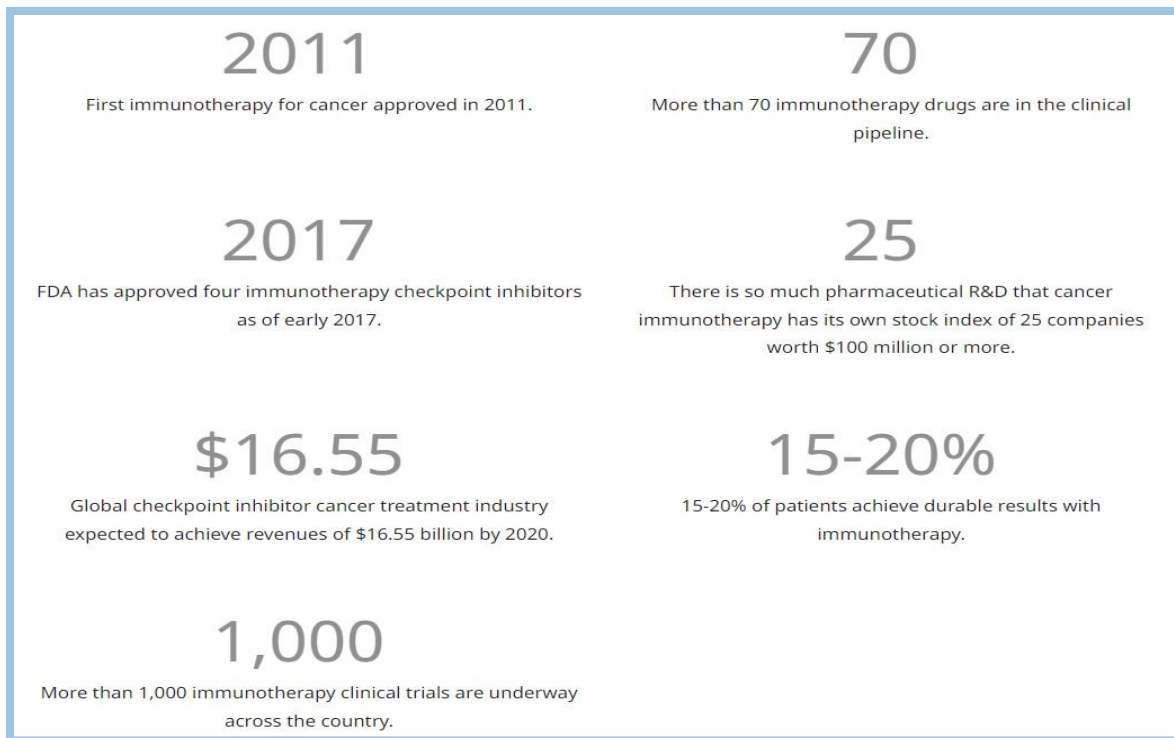 2011
First immunotherapy for cancer approved in 2011.
70
More than 70 immunotherapy drugs are in the clinical
pipeline.
2017
FDA has approved four immunotherapy checkpoint inhibitors
as of early 2017.
25
There is so much pharmaceutical R&D that cancer
immunotherapy has its own stock index of 25 companies
worth $100 million or more.
$16.55
Global checkpoint inhibitor cancer treatment industry
expected to achieve revenues of $16.55 billion by 2020.
15-20%
15-20% of patients achieve durable results with
immunotherapy.
1,000
More than 1,000 immunotherapy clinical trials are underway
across the country.